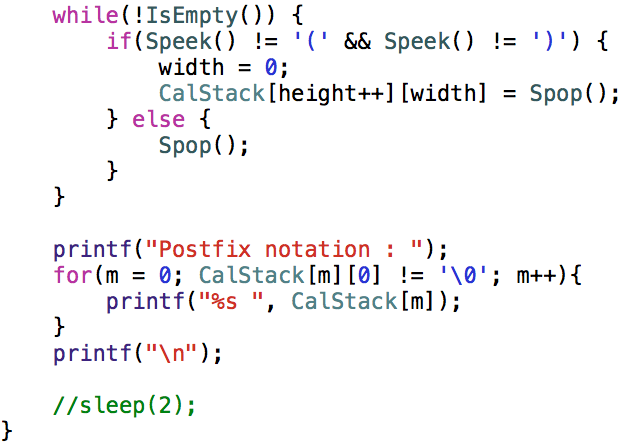 while(!IsEmpty()) {
if(Speek() != '(' && Speek() != ')') {
width = 0;
CalStack[height++][width] = Spop();
} else {
Spop();
}
}
printf("Postfix notation : ");
for(m = 0; CalStack[m][0] != '\0'; m++){
printf("%s ", CalStack[m]);
}
printf("\n");
//sleep(2);
}